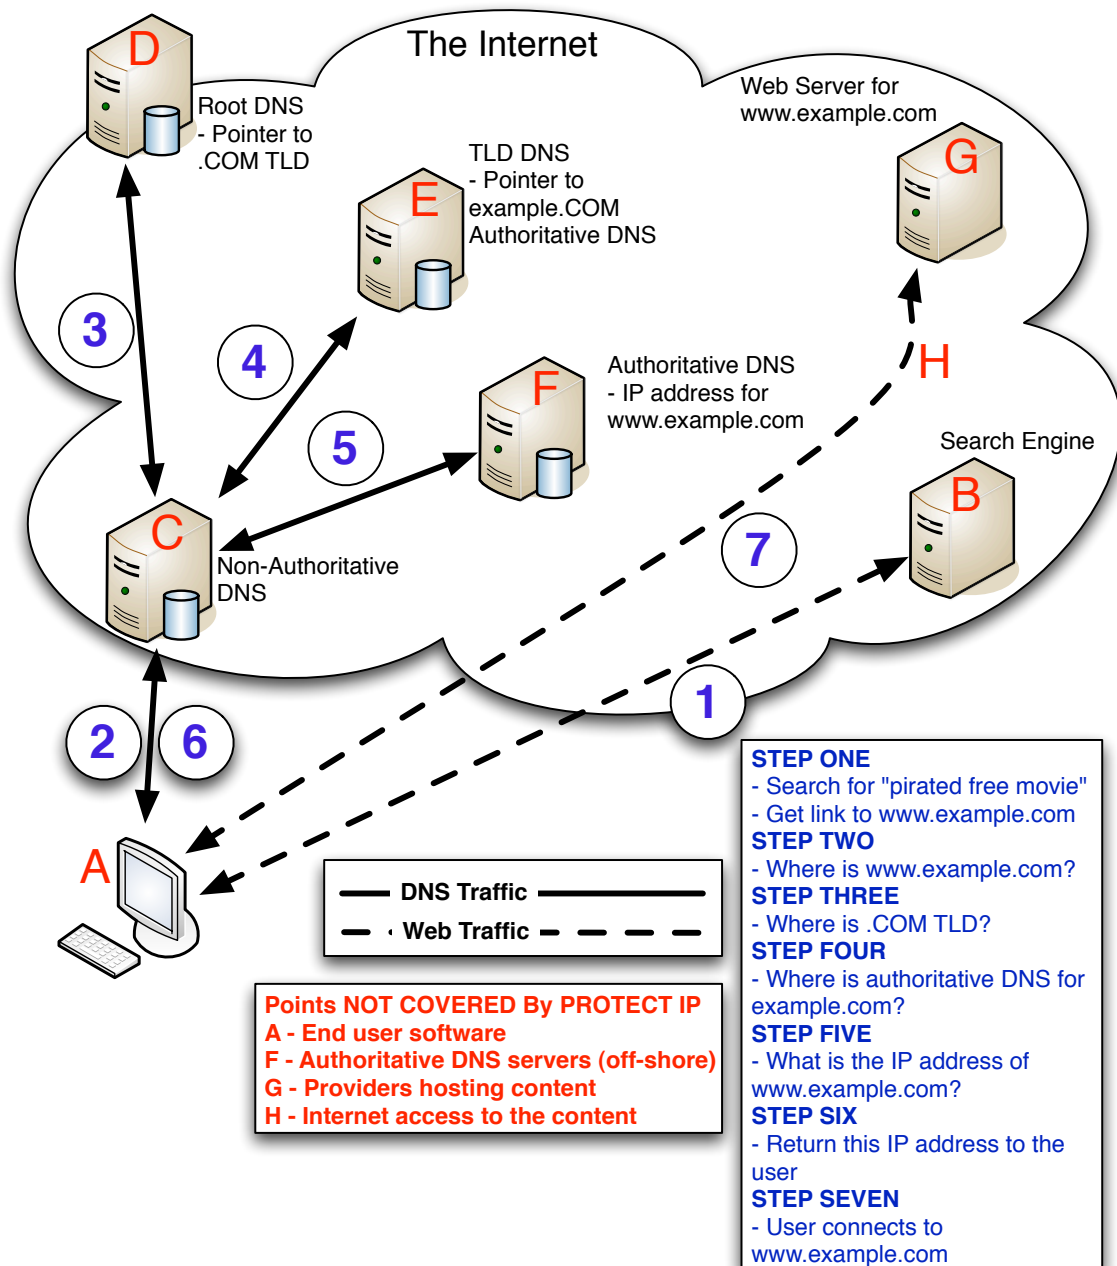 The Internet
D
Root DNS
- Pointer to
.COM TLD
TLD DNS
- Pointer to
example.COM
Authoritative DNS
E
Web Server for
www.example.com
G
3
4
H
Authoritative DNS
- IP address for
www.example.com
F
5
Search Engine
B
C
Non-Authoritative
DNS
7
1
2
6
A
DNS Traffic
Web Traffic
Points NOT COVERED By PROTECT IP
A - End user software
F - Authoritative DNS servers (off-shore)
G - Providers hosting content
H - Internet access to the content
STEP ONE
- Search for "pirated free movie"
- Get link to www.example.com
STEP TWO
- Where is www.example.com?
STEP THREE
- Where is .COM TLD?
STEP FOUR
- Where is authoritative DNS for
example.com?
STEP FIVE
- What is the IP address of
www.example.com?
STEP SIX
- Return this IP address to the
user
STEP SEVEN
- User connects to
www.example.com